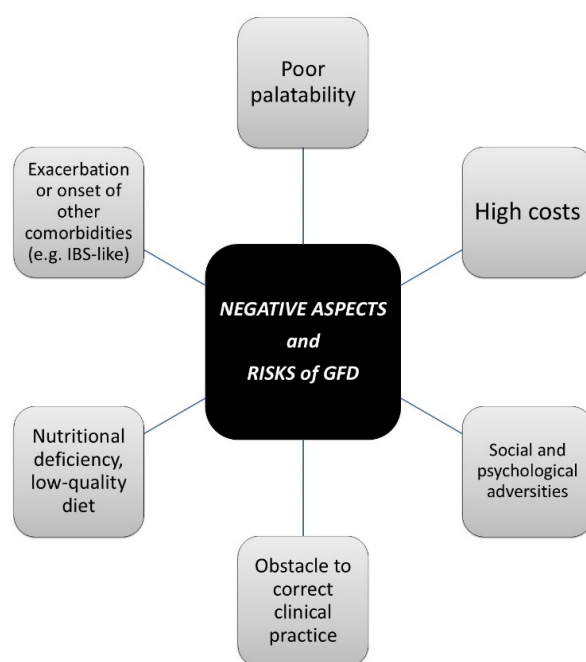 Poor
palatability
Exacerbation
or onset of
other
comorbidities
(e.g. IBS-like)
High costs
NEGATIVE ASPECTS
and
RISKS of GFD
Nutritional
deficiency,
low-quality
diet
Social and
psychological
adversities
Obstacle to
correct
clinical
practice